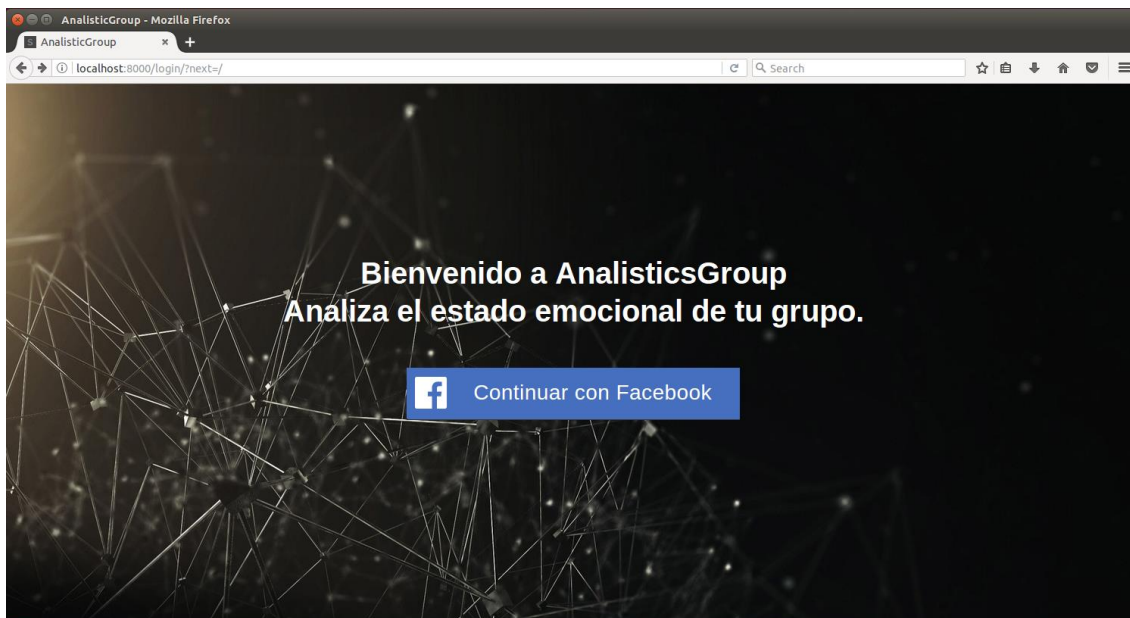 AnalisticGroup - Mozilla Firefox
S AnalisticGroup
localhost:8000/login/?next=/
Search
Bienvenido a AnalisticsGroup
Analiza el estado emocional de tu grupo.
f Continuar con Facebook